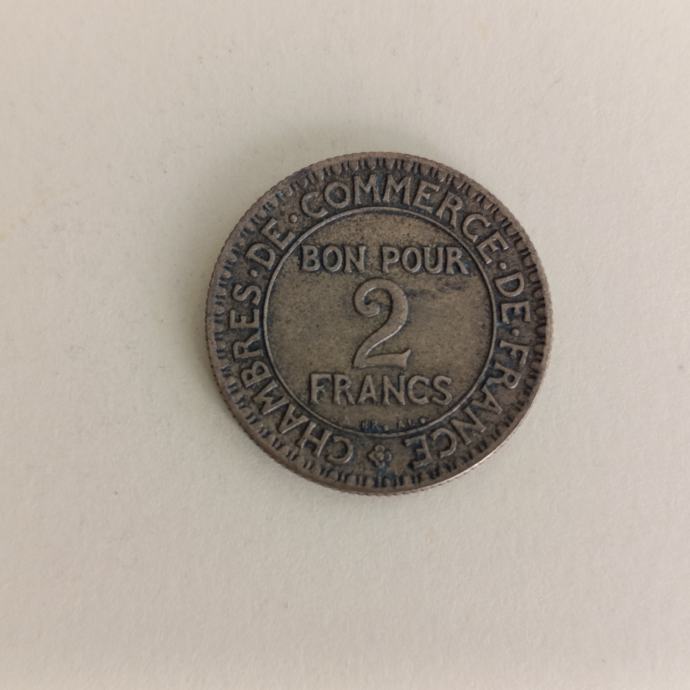 CHAMBRES·DE·COMMERCE·DE·FRANCE
BON POUR
2
FRANCS